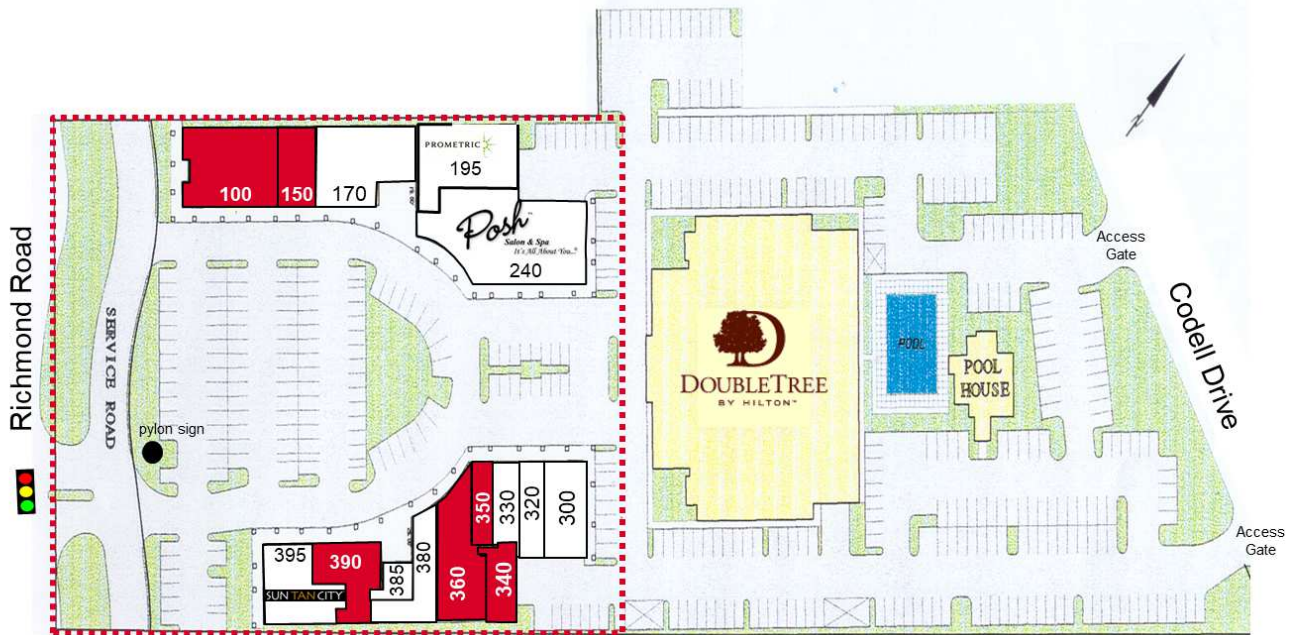 Richmond Road
SERVICE ROAD
pylon sign
100
150
170
PROMETRIC
195
Posh
Salon & Spa
It's All About You..
240
350
330
320
300
395
390
385
380
360
340
SUN TAN CITY
DOUBLETREE
BY HILTON™
POOL
POOL
HOUSE
Access
Gate
Codell Drive
Access
Gate